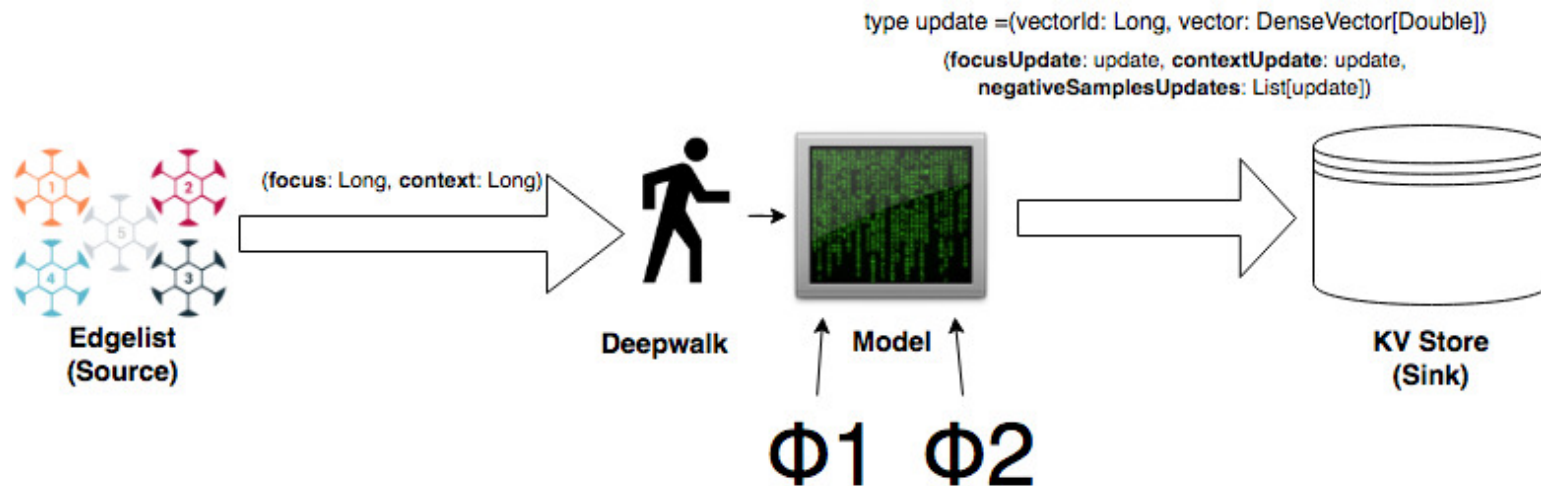 type update =(vectorId: Long, vector: DenseVector[Double])
(focusUpdate: update, contextUpdate: update,
negativeSamplesUpdates: List[update])
1
2
(focus: Long, context: Long)
5
4
3
Edgelist
(Source)
Deepwalk
Model
KV Store
(Sink)
Φ1 Φ2